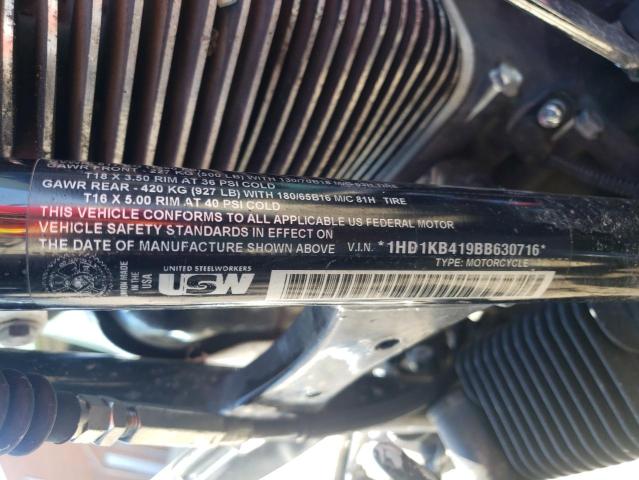 GAWR FRONT - 227 KG (500 LB) WITH 130/70B18 M/C TIRE
T18 X 3.50 RIM AT 36 PSI COLD
GAWR REAR - 420 KG (927 LB) WITH 180/65B16 M/C 81H TIRE
T16 X 5.00 RIM AT 40 PSI COLD
THIS VEHICLE CONFORMS TO ALL APPLICABLE US FEDERAL MOTOR
VEHICLE SAFETY STANDARDS IN EFFECT ON
THE DATE OF MANUFACTURE SHOWN ABOVE V.I.N. *1HD1KB419BB630716*
TYPE: MOTORCYCLE
UNION MADE
IN THE
USA
UNITED STEELWORKERS
USW